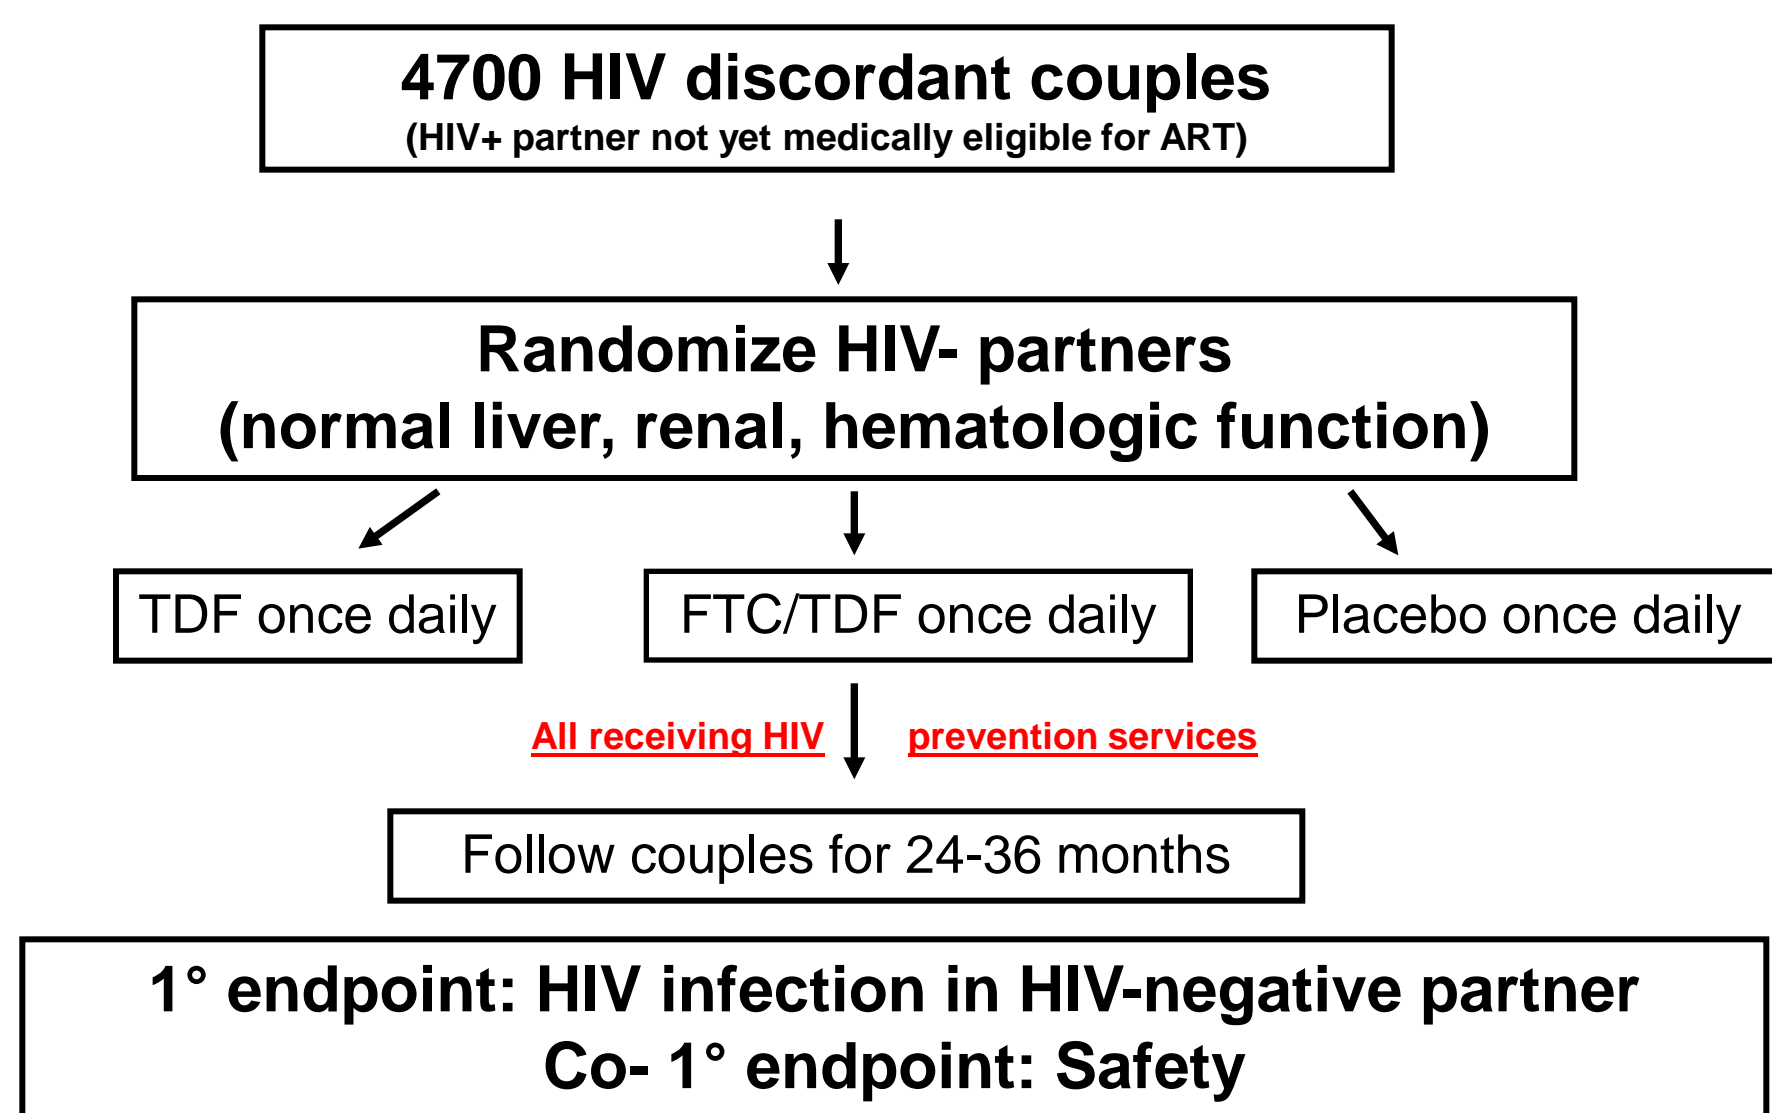 4700 HIV discordant couples
(HIV+ partner not yet medically eligible for ART)
Randomize HIV- partners
(normal liver, renal, hematologic function)
TDF once daily
FTC/TDF once daily
Placebo once daily
All receiving HIV prevention services
Follow couples for 24-36 months
1° endpoint: HIV infection in HIV-negative partner
Co- 1° endpoint: Safety